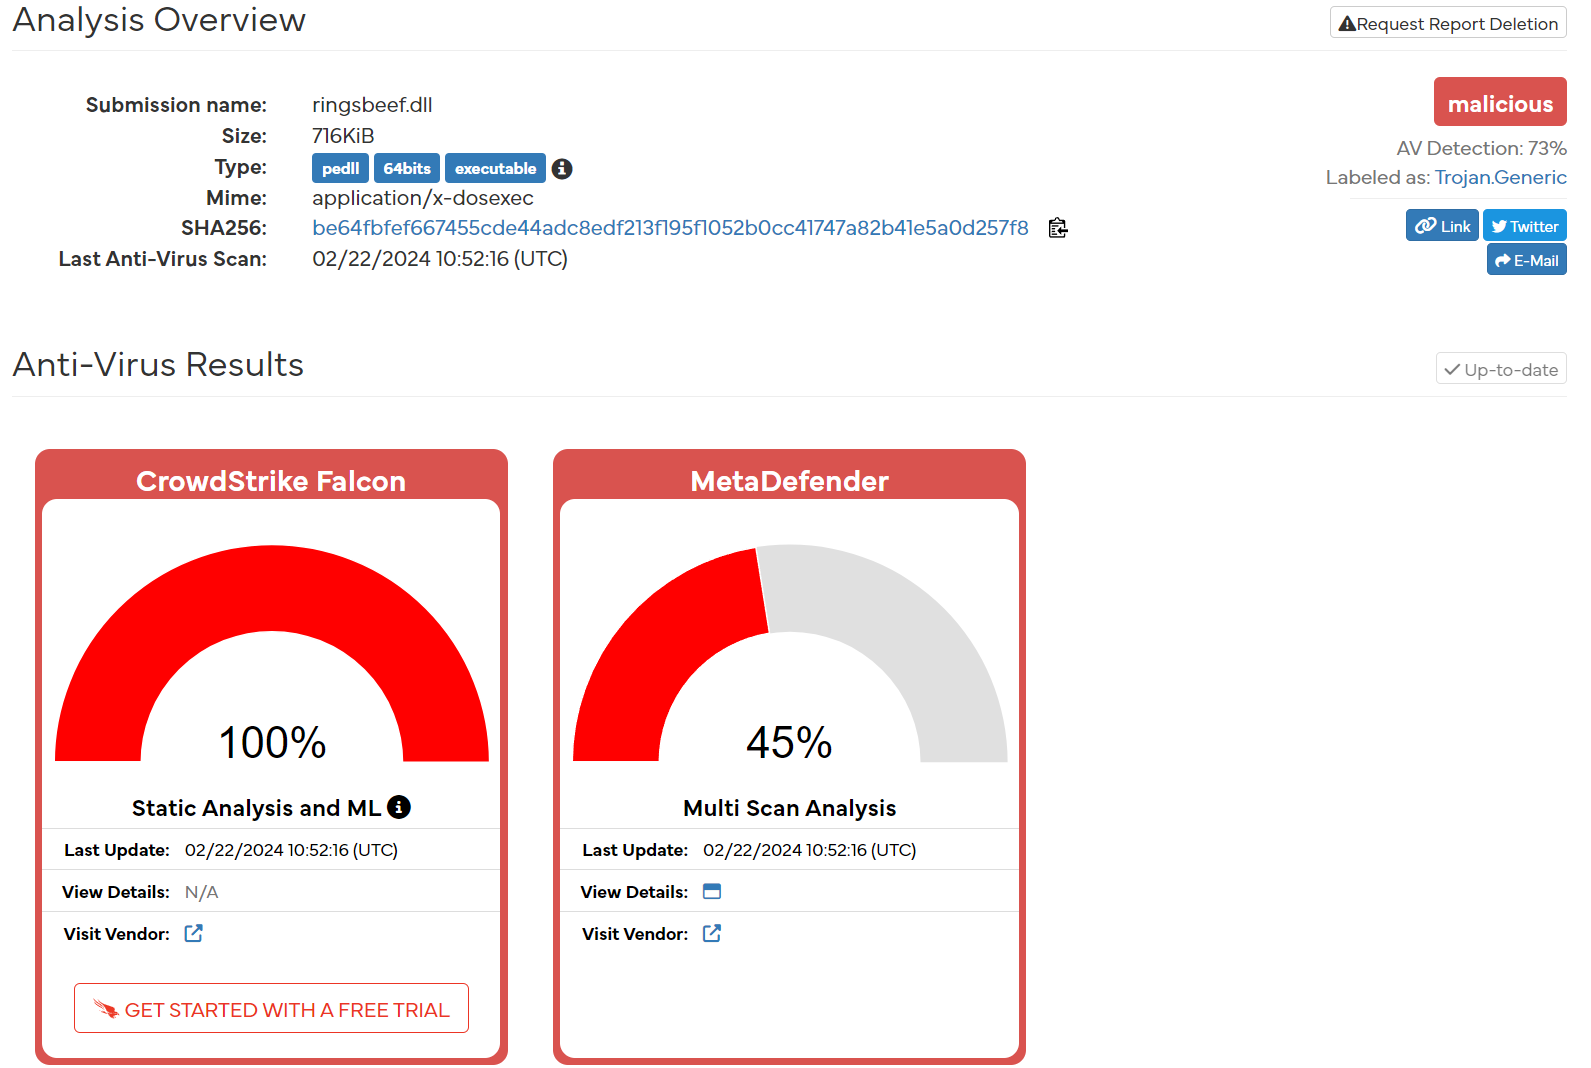 Analysis Overview
Request Report Deletion
Submission name: ringsbeef.dll
Size: 716KiB
Type: pedll 64bits executable
Mime: application/x-dosexec
SHA256: be64fbfef667455cde44adc8edf213f195f1052b0cc41747a82b41e5a0d257f8
Last Anti-Virus Scan: 02/22/2024 10:52:16 (UTC)
malicious
AV Detection: 73%
Labeled as: Trojan.Generic
Link Twitter
E-Mail
Anti-Virus Results
Up-to-date
CrowdStrike Falcon
100%
Static Analysis and ML
Last Update: 02/22/2024 10:52:16 (UTC)
View Details: N/A
Visit Vendor:
GET STARTED WITH A FREE TRIAL
MetaDefender
45%
Multi Scan Analysis
Last Update: 02/22/2024 10:52:16 (UTC)
View Details:
Visit Vendor: